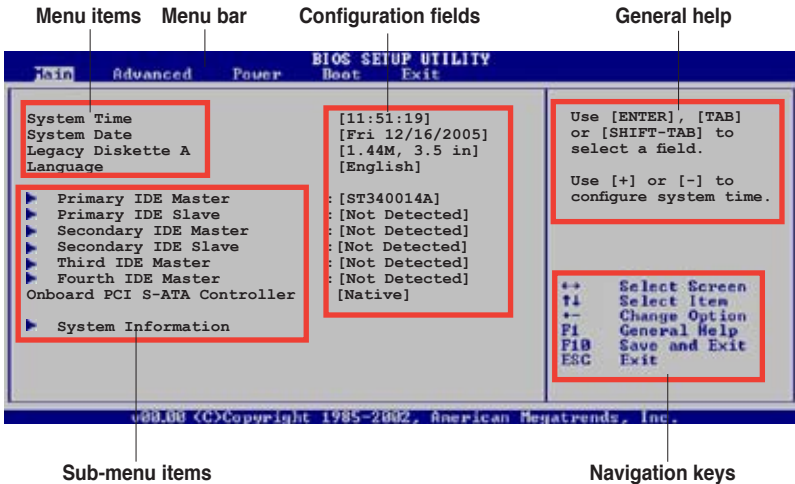 Menu items Menu bar Configuration fields General help
BIOS SETUP UTILITY
Main Advanced Power Boot Exit
System Time [11:51:19]
System Date [Fri 12/16/2005]
Legacy Diskette A [1.44M, 3.5 in]
Language [English]
Primary IDE Master :[ST340014A]
Primary IDE Slave :[Not Detected]
Secondary IDE Master :[Not Detected]
Secondary IDE Slave :[Not Detected]
Third IDE Master :[Not Detected]
Fourth IDE Master :[Not Detected]
Onboard PCI S-ATA Controller [Native]
System Information
Use [ENTER], [TAB]
or [SHIFT-TAB] to
select a field.
Use [+] or [-] to
configure system time.
↔ Select Screen
↑↓ Select Item
+- Change Option
F1 General Help
F10 Save and Exit
ESC Exit
v00.00 (C)Copyright 1985-2002, American Megatrends, Inc.
Sub-menu items Navigation keys